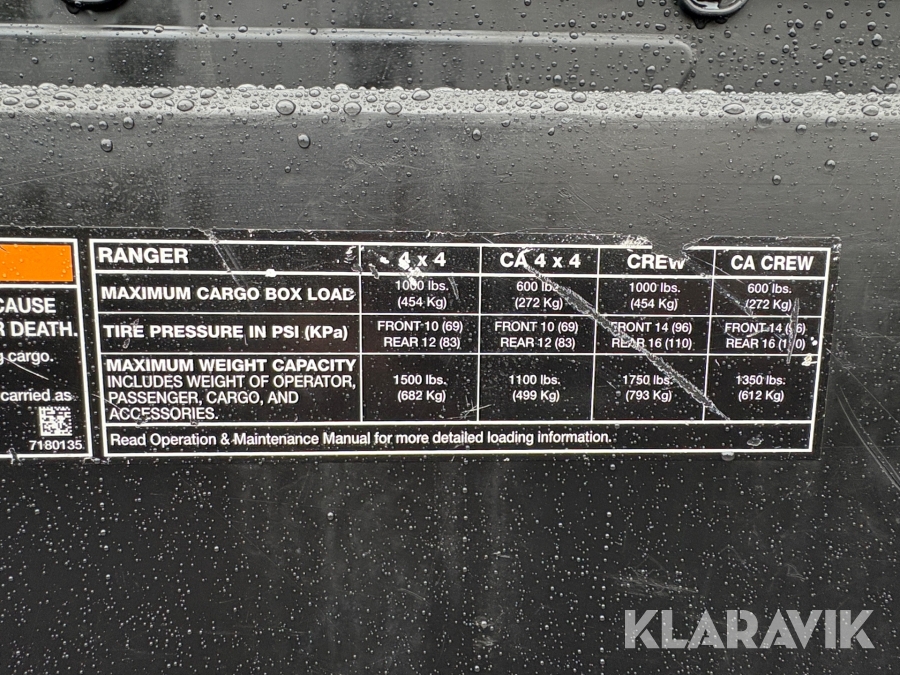 CAUSE
DEATH.
cargo.
carried as
7180135
RANGER 4 x 4 CA 4 x 4 CREW CA CREW
MAXIMUM CARGO BOX LOAD 1000 lbs. (454 Kg) 600 lbs. (272 Kg) 1000 lbs. (454 Kg) 600 lbs. (272 Kg)
TIRE PRESSURE IN PSI (KPa) FRONT 10 (69) REAR 12 (83) FRONT 10 (69) REAR 12 (83) FRONT 14 (96) REAR 16 (110) FRONT 14 (96) REAR 16 (110)
MAXIMUM WEIGHT CAPACITY
INCLUDES WEIGHT OF OPERATOR,
PASSENGER, CARGO, AND
ACCESSORIES.
1500 lbs. (682 Kg) 1100 lbs. (499 Kg) 1750 lbs. (793 Kg) 1350 lbs. (612 Kg)
Read Operation & Maintenance Manual for more detailed loading information.
KLARAVIK